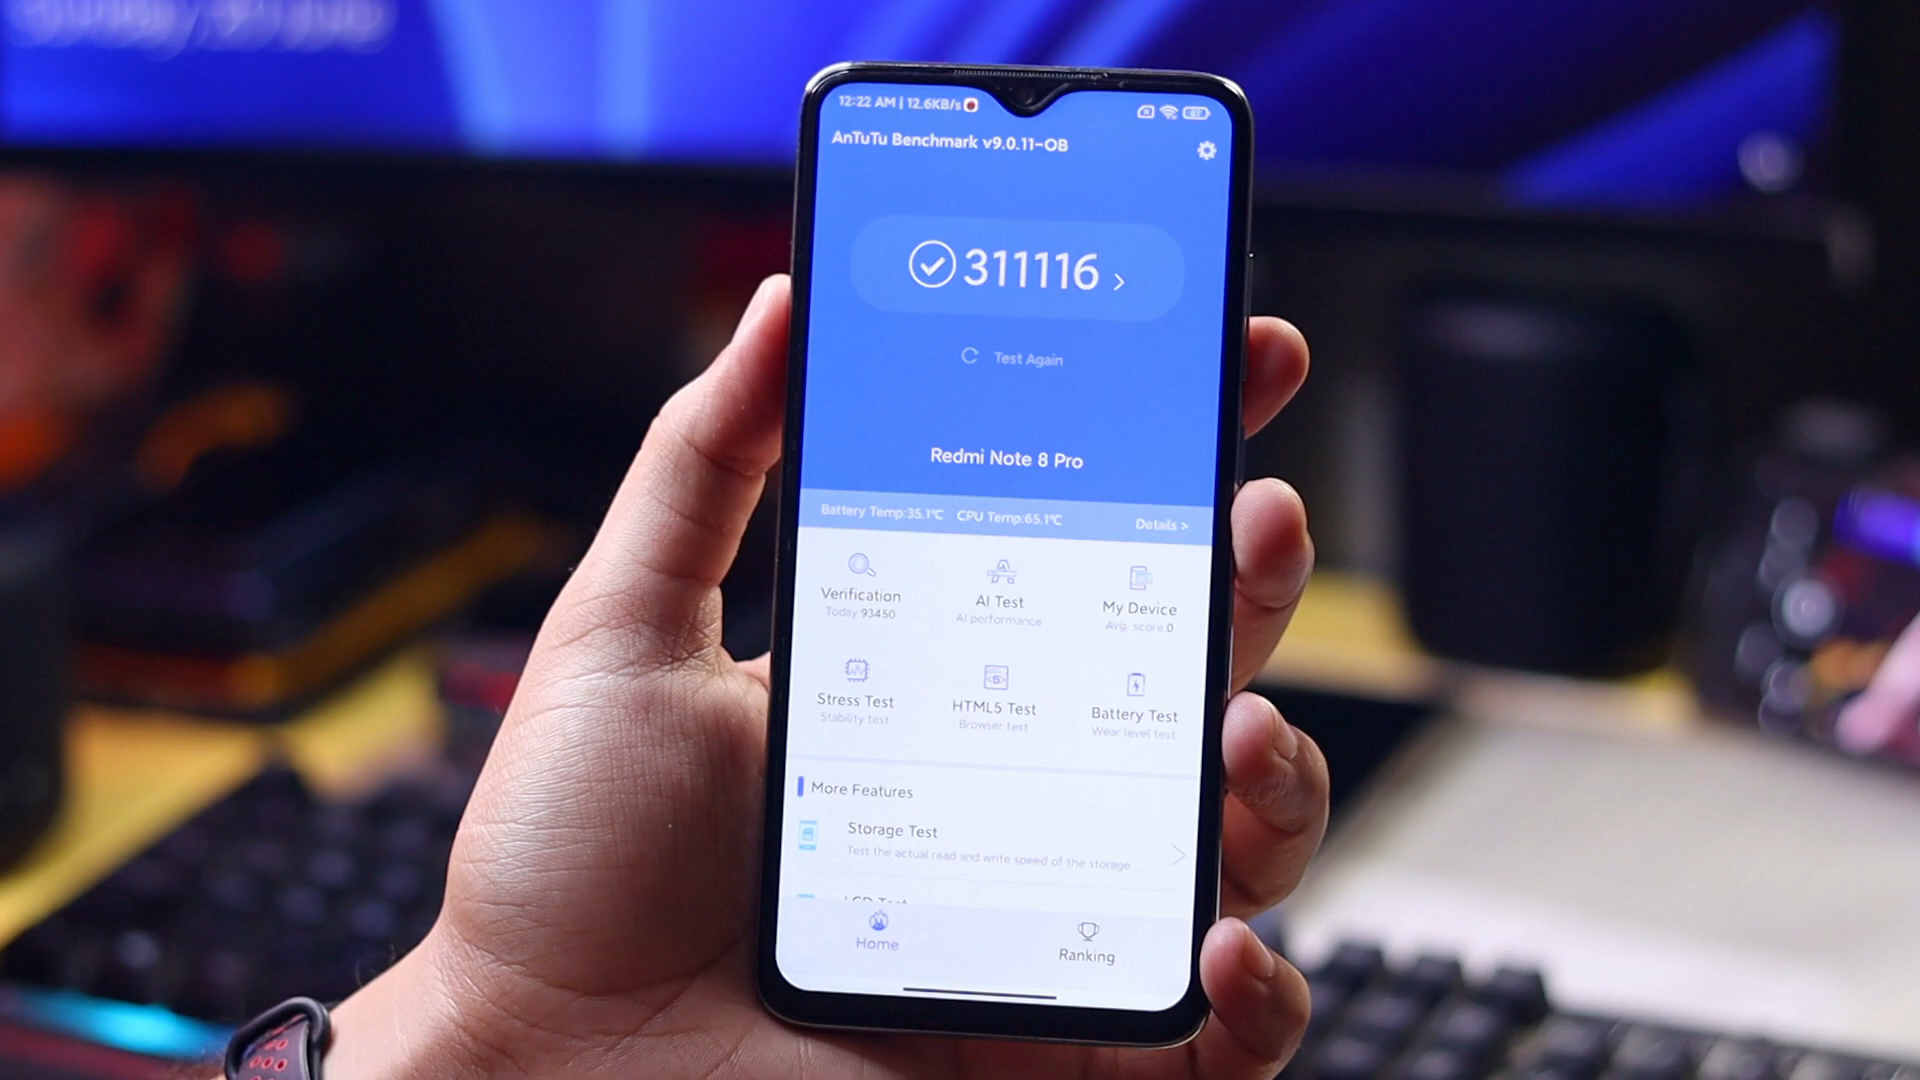 12:22 AM | 12.6KB/s
67
AnTuTu Benchmark v9.0.11-OB
311116 >
Test Again
Redmi Note 8 Pro
Battery Temp:35.1℃ CPU Temp:65.1℃ Details >
Verification
Today:93450
AI Test
AI performance
My Device
Avg. score:0
Stress Test
Stability test
HTML5 Test
Browser test
Battery Test
Wear level test
More Features
Storage Test
Test the actual read and write speed of the storage
LCD Test
Home
Ranking